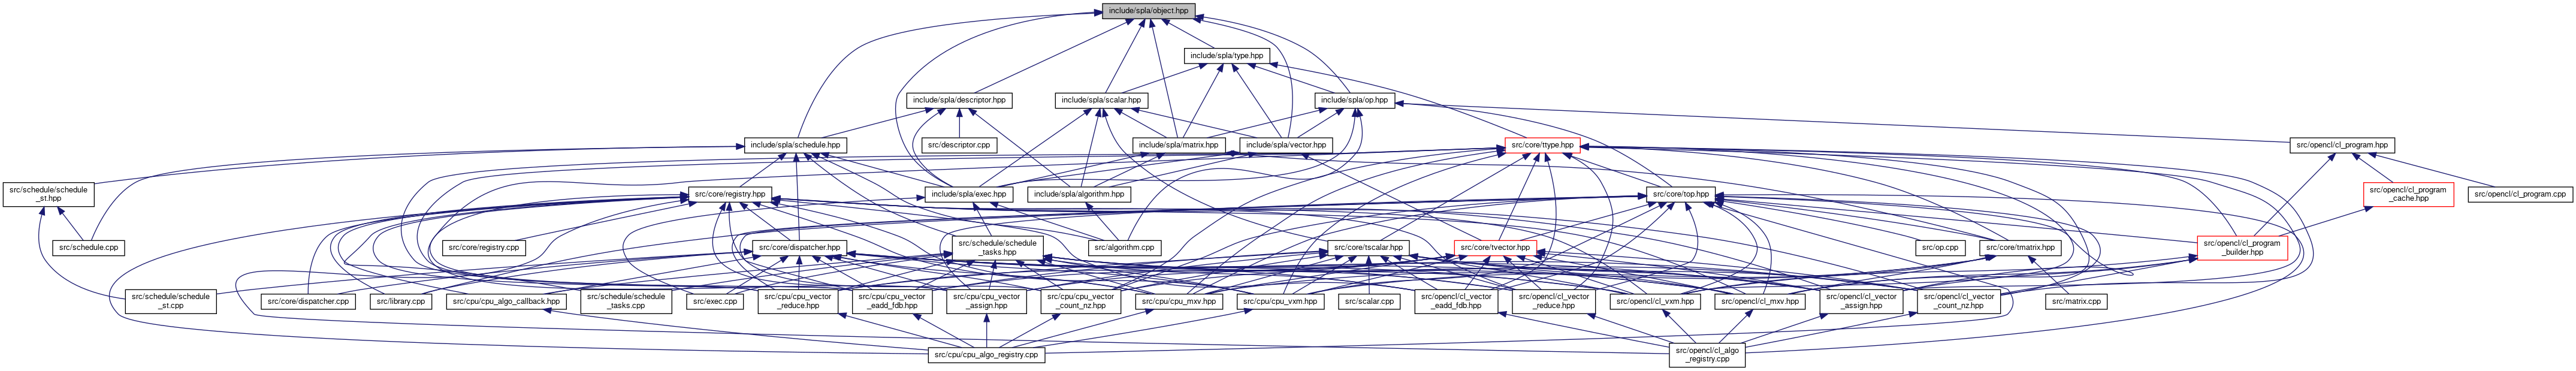 include/spla/object.hpp
include/spla/type.hpp
include/spla/descriptor.hpp
include/spla/scalar.hpp
include/spla/op.hpp
include/spla/schedule.hpp
src/descriptor.cpp
include/spla/matrix.hpp
include/spla/vector.hpp
src/core/ttype.hpp
src/opencl/cl_program.hpp
src/schedule/schedule
_st.hpp
src/core/registry.hpp
include/spla/exec.hpp
include/spla/algorithm.hpp
src/core/top.hpp
src/opencl/cl_program
_cache.hpp
src/opencl/cl_program.cpp
src/schedule.cpp
src/core/registry.cpp
src/core/dispatcher.hpp
src/schedule/schedule
_tasks.hpp
src/algorithm.cpp
src/core/tscalar.hpp
src/core/tvector.hpp
src/op.cpp
src/core/tmatrix.hpp
src/opencl/cl_program
_builder.hpp
src/schedule/schedule
_st.cpp
src/core/dispatcher.cpp
src/library.cpp
src/cpu/cpu_algo_callback.hpp
src/schedule/schedule
_tasks.cpp
src/exec.cpp
src/cpu/cpu_vector
_reduce.hpp
src/cpu/cpu_vector
_eadd_fdb.hpp
src/cpu/cpu_vector
_assign.hpp
src/cpu/cpu_vector
_count_nz.hpp
src/cpu/cpu_mxv.hpp
src/cpu/cpu_vxm.hpp
src/scalar.cpp
src/opencl/cl_vector
_eadd_fdb.hpp
src/opencl/cl_vector
_reduce.hpp
src/opencl/cl_vxm.hpp
src/opencl/cl_mxv.hpp
src/opencl/cl_vector
_assign.hpp
src/opencl/cl_vector
_count_nz.hpp
src/matrix.cpp
src/cpu/cpu_algo_registry.cpp
src/opencl/cl_algo
_registry.cpp